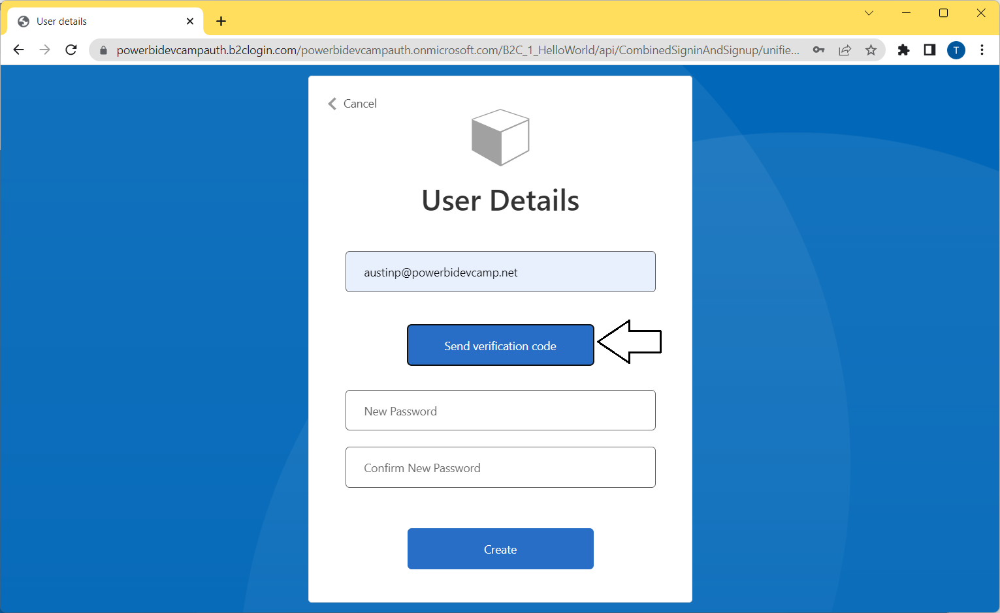 User details
powerbidevcampauth.b2clogin.com/powerbidevcampauth.onmicrosoft.com/B2C_1_HelloWorld/api/CombinedSigninAndSignup/unifie...
T
Cancel
User Details
austinp@powerbidevcamp.net
Send verification code
New Password
Confirm New Password
Create